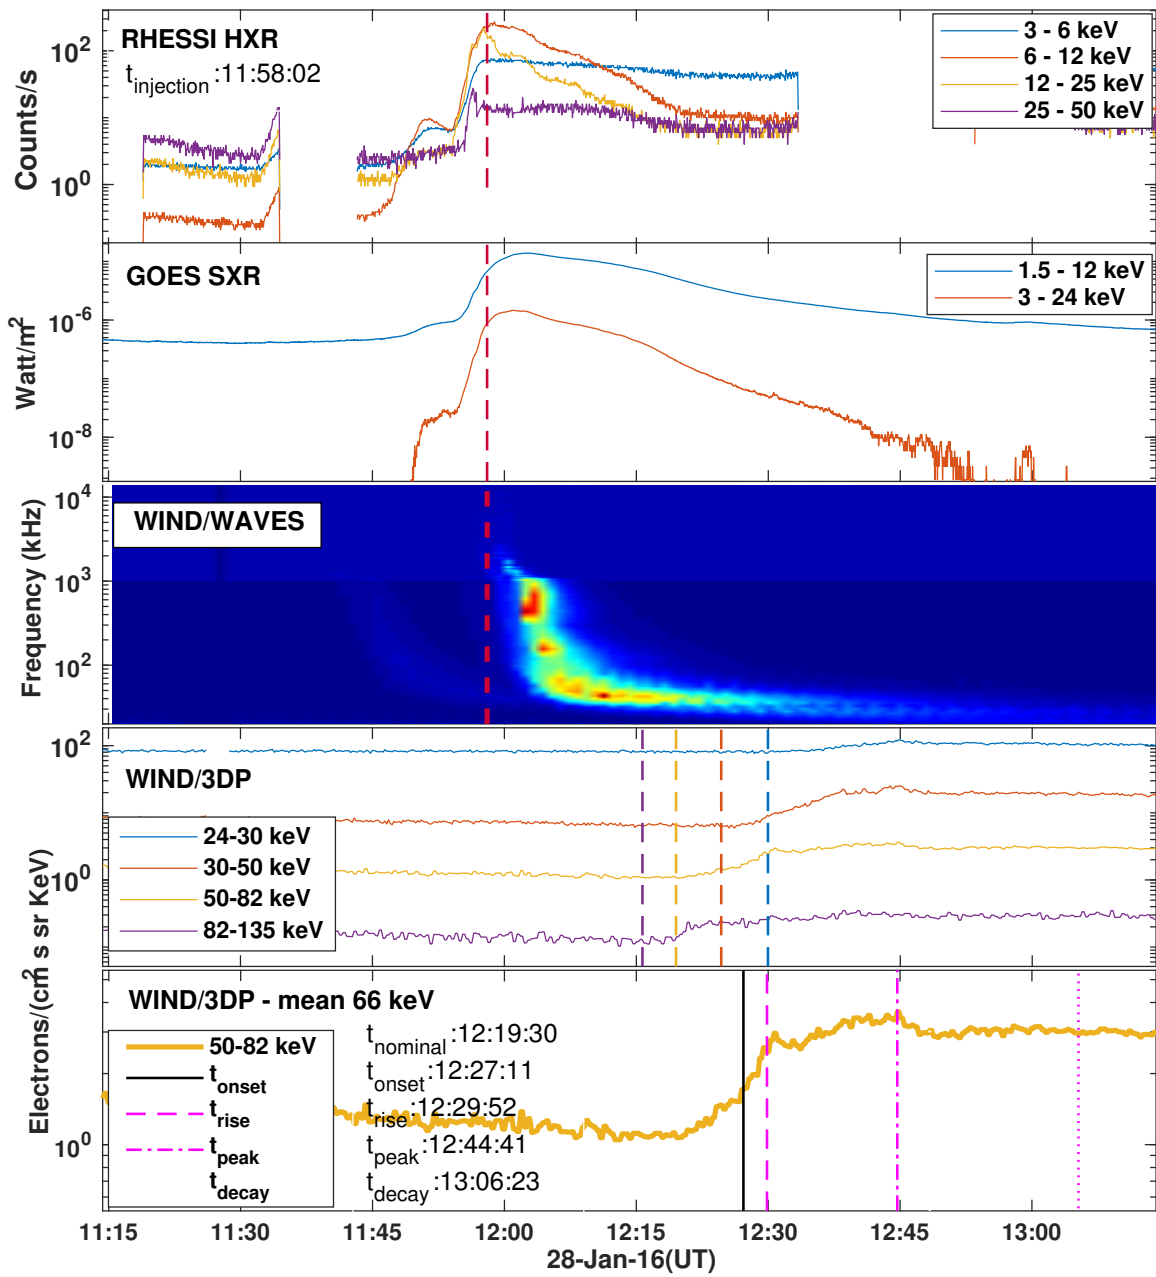 RHESSI HXR
t_injection :11:58:02
3 - 6 keV
6 - 12 keV
12 - 25 keV
25 - 50 keV
Counts/s
10^2
10^0
GOES SXR
1.5 - 12 keV
3 - 24 keV
Watt/m^2
10^-6
10^-8
WIND/WAVES
Frequency (kHz)
10^4
10^3
10^2
WIND/3DP
24-30 keV
30-50 keV
50-82 keV
82-135 keV
10^2
10^0
Electrons/(cm^2 s sr KeV)
WIND/3DP - mean 66 keV
50-82 keV
t_onset
t_rise
t_peak
t_decay
t_nominal :12:19:30
t_onset :12:27:11
t_rise :12:29:52
t_peak :12:44:41
t_decay :13:06:23
10^0
11:15 11:30 11:45 12:00 12:15 12:30 12:45 13:00
28-Jan-16(UT)